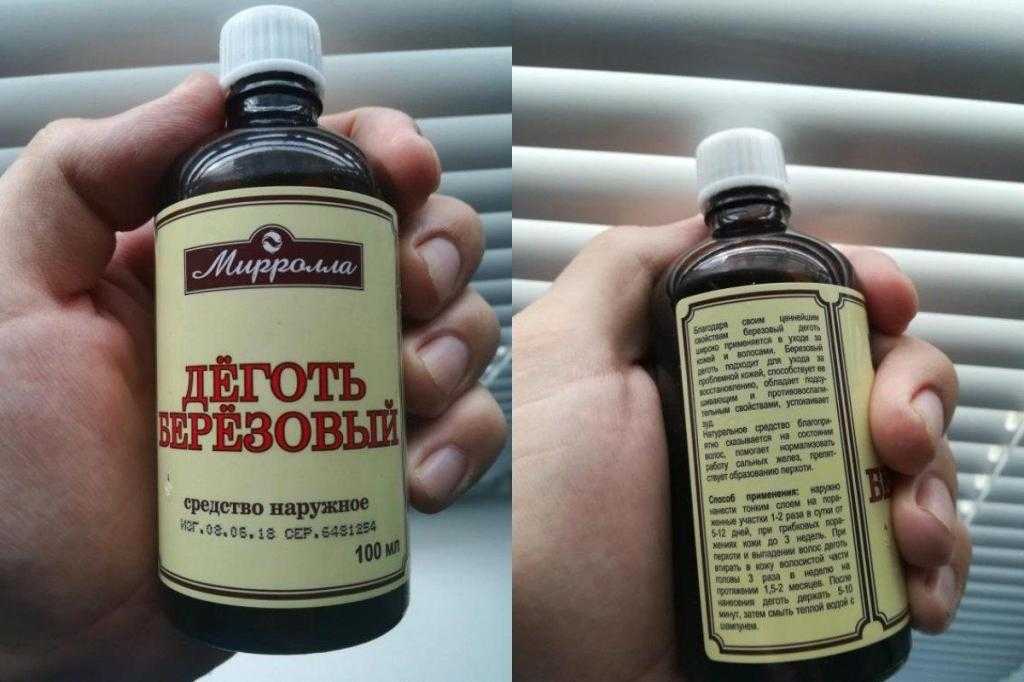 Мирролла
ДЁГОТЬ
БЕРЁЗОВЫЙ
средство наружное
ИЗГ.08.05.18 СЕР.6481254
100 мл
Благодаря своим ценнейшим
свойствам березовый деготь
широко применяется в уходе за
кожей и волосами. Березовый
деготь подходит для ухода за
проблемной кожей, способствует ее
восстановлению, обладает подсу-
шивающим и противовоспали-
тельным свойствами, успокаивает
зуд.
Натуральное средство благопри-
ятно сказывается на состоянии
волос, помогает нормализовать
работу сальных желез, препят-
ствует образованию перхоти.
Способ применения: наружно
нанести тонким слоем на пора-
женные участки 1-2 раза в сутки от
5-12 дней, при грибковых пора-
жениях кожи до 3 недель. При
перхоти и выпадении волос деготь
втирать в кожу волосистой части
головы 3 раза в неделю на
протяжении 1,5-2 месяцев. После
нанесения деготь держать 5-10
минут, затем смыть теплой водой с
шампунем.